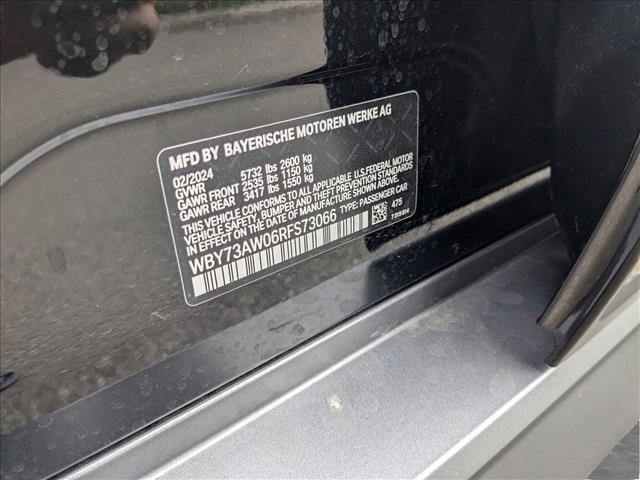 MFD BY BAYERISCHE MOTOREN WERKE AG
02/2024
GVWR 5732 lbs 2600 kg
GAWR FRONT 2535 lbs 1150 kg
GAWR REAR 3417 lbs 1550 kg
THIS VEHICLE CONFORMS TO ALL APPLICABLE U.S. FEDERAL MOTOR
VEHICLE SAFETY, BUMPER, AND THEFT PREVENTION STANDARDS
IN EFFECT ON THE DATE OF MANUFACTURE SHOWN ABOVE.
WBY73AW06RFS73066 TYPE: PASSENGER CAR
475